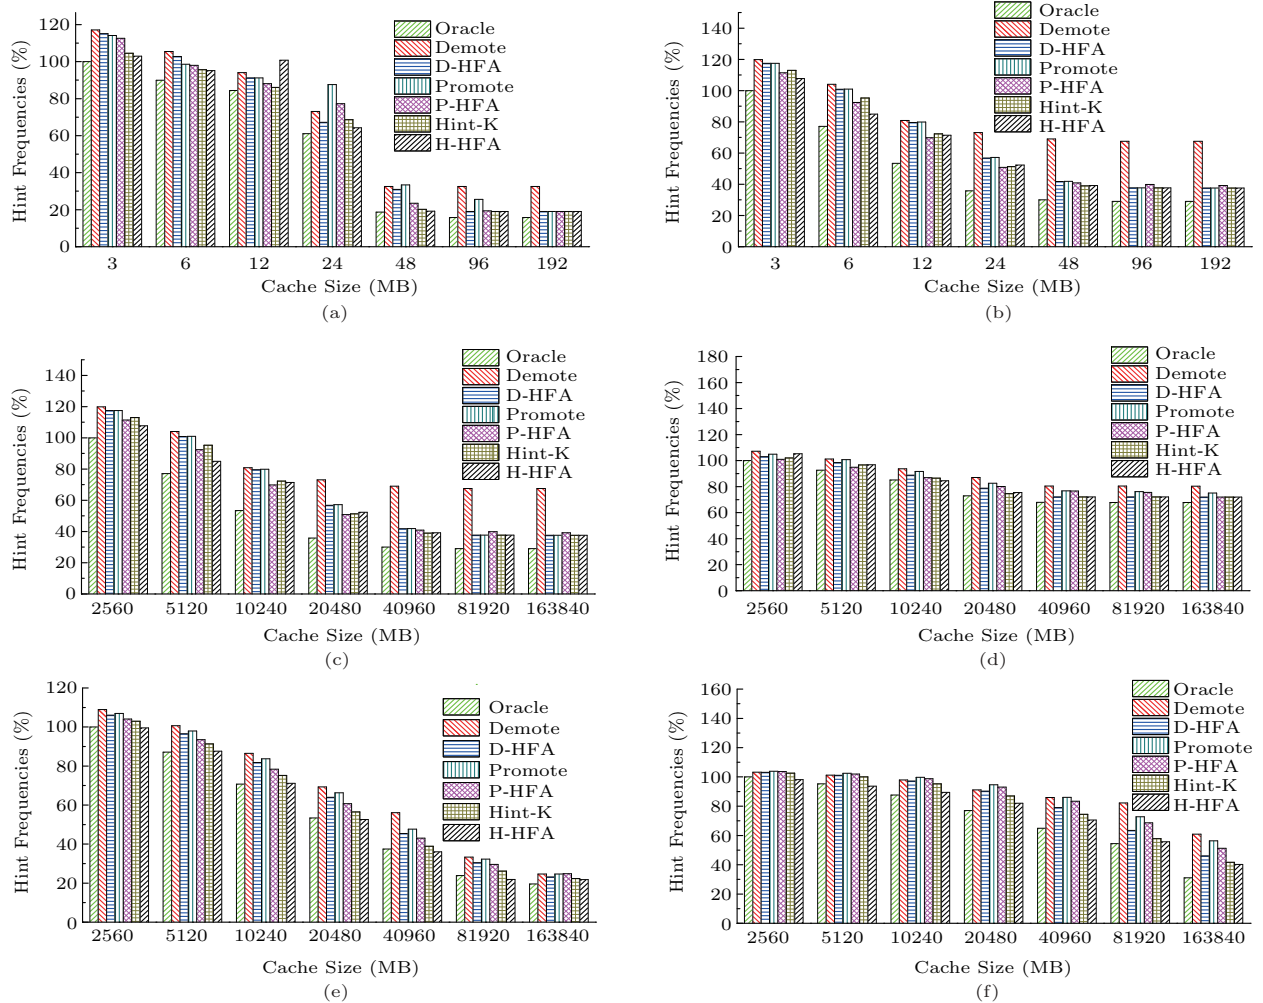 120
100
80
60
40
20
0
Hint Frequencies (%)
Oracle
Demote
D-HFA
Promote
P-HFA
Hint-K
H-HFA
3 6 12 24 48 96 192
Cache Size (MB)
(a)
140
120
100
80
60
40
20
0
Hint Frequencies (%)
Oracle
Demote
D-HFA
Promote
P-HFA
Hint-K
H-HFA
3 6 12 24 48 96 192
Cache Size (MB)
(b)
140
120
100
80
60
40
20
0
Hint Frequencies (%)
Oracle
Demote
D-HFA
Promote
P-HFA
Hint-K
H-HFA
2560 5120 10240 20480 40960 81920 163840
Cache Size (MB)
(c)
180
160
140
120
100
80
60
40
20
0
Hint Frequencies (%)
Oracle
Demote
D-HFA
Promote
P-HFA
Hint-K
H-HFA
2560 5120 10240 20480 40960 81920 163840
Cache Size (MB)
(d)
120
100
80
60
40
20
0
Hint Frequencies (%)
Oracle
Demote
D-HFA
Promote
P-HFA
Hint-K
H-HFA
2560 5120 10240 20480 40960 81920 163840
Cache Size (MB)
(e)
160
140
120
100
80
60
40
20
0
Hint Frequencies (%)
Oracle
Demote
D-HFA
Promote
P-HFA
Hint-K
H-HFA
2560 5120 10240 20480 40960 81920 163840
Cache Size (MB)
(f)